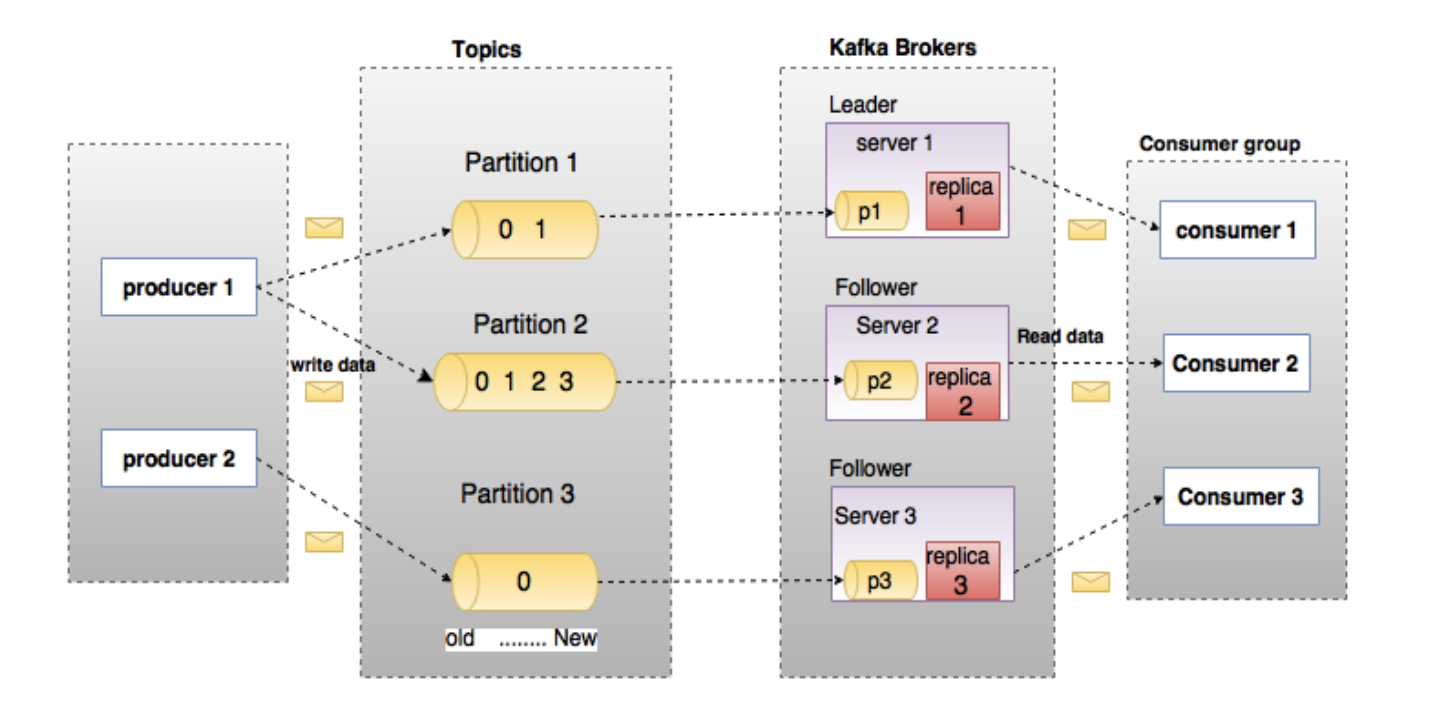 Topics
Kafka Brokers
Leader
server 1
Partition 1
Consumer group
replica
1
p1
0 1
consumer 1
producer 1
Follower
Partition 2
Server 2
Read data
write data
Consumer 2
0 1 2 3
p2
replica
2
producer 2
Follower
Partition 3
Consumer 3
Server 3
replica
3
0
p3
old ........ New